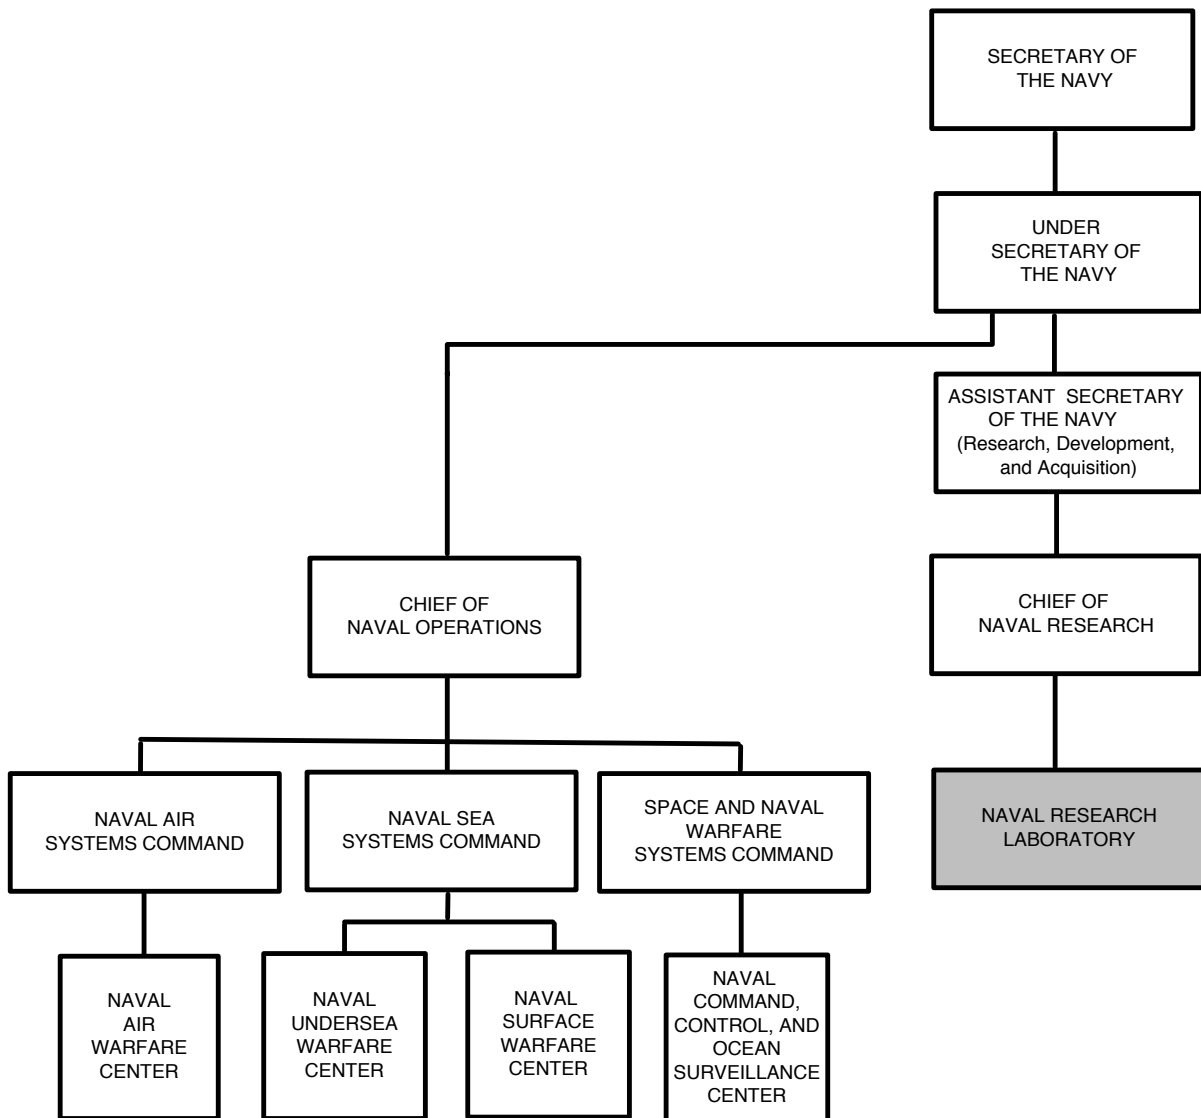 SECRETARY OF
THE NAVY
UNDER
SECRETARY OF
THE NAVY
ASSISTANT SECRETARY
OF THE NAVY
(Research, Development,
and Acquisition)
CHIEF OF
NAVAL OPERATIONS
CHIEF OF
NAVAL RESEARCH
NAVAL AIR
SYSTEMS COMMAND
NAVAL SEA
SYSTEMS COMMAND
SPACE AND NAVAL
WARFARE
SYSTEMS COMMAND
NAVAL RESEARCH
LABORATORY
NAVAL
AIR
WARFARE
CENTER
NAVAL
UNDERSEA
WARFARE
CENTER
NAVAL
SURFACE
WARFARE
CENTER
NAVAL
COMMAND,
CONTROL, AND
OCEAN
SURVEILLANCE
CENTER